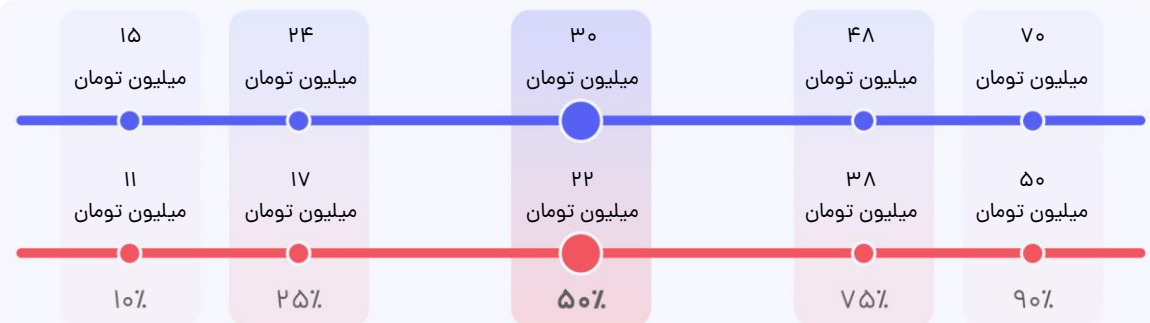 ۱۵ ۲۴ ۳۰ ۴۸ ۷۰
میلیون تومان میلیون تومان میلیون تومان میلیون تومان میلیون تومان
۱۱ ۱۷ ۲۲ ۳۸ ۵۰
میلیون تومان میلیون تومان میلیون تومان میلیون تومان میلیون تومان
۱۰٪ ۲۵٪ ۵۰٪ ۷۵٪ ۹۰٪